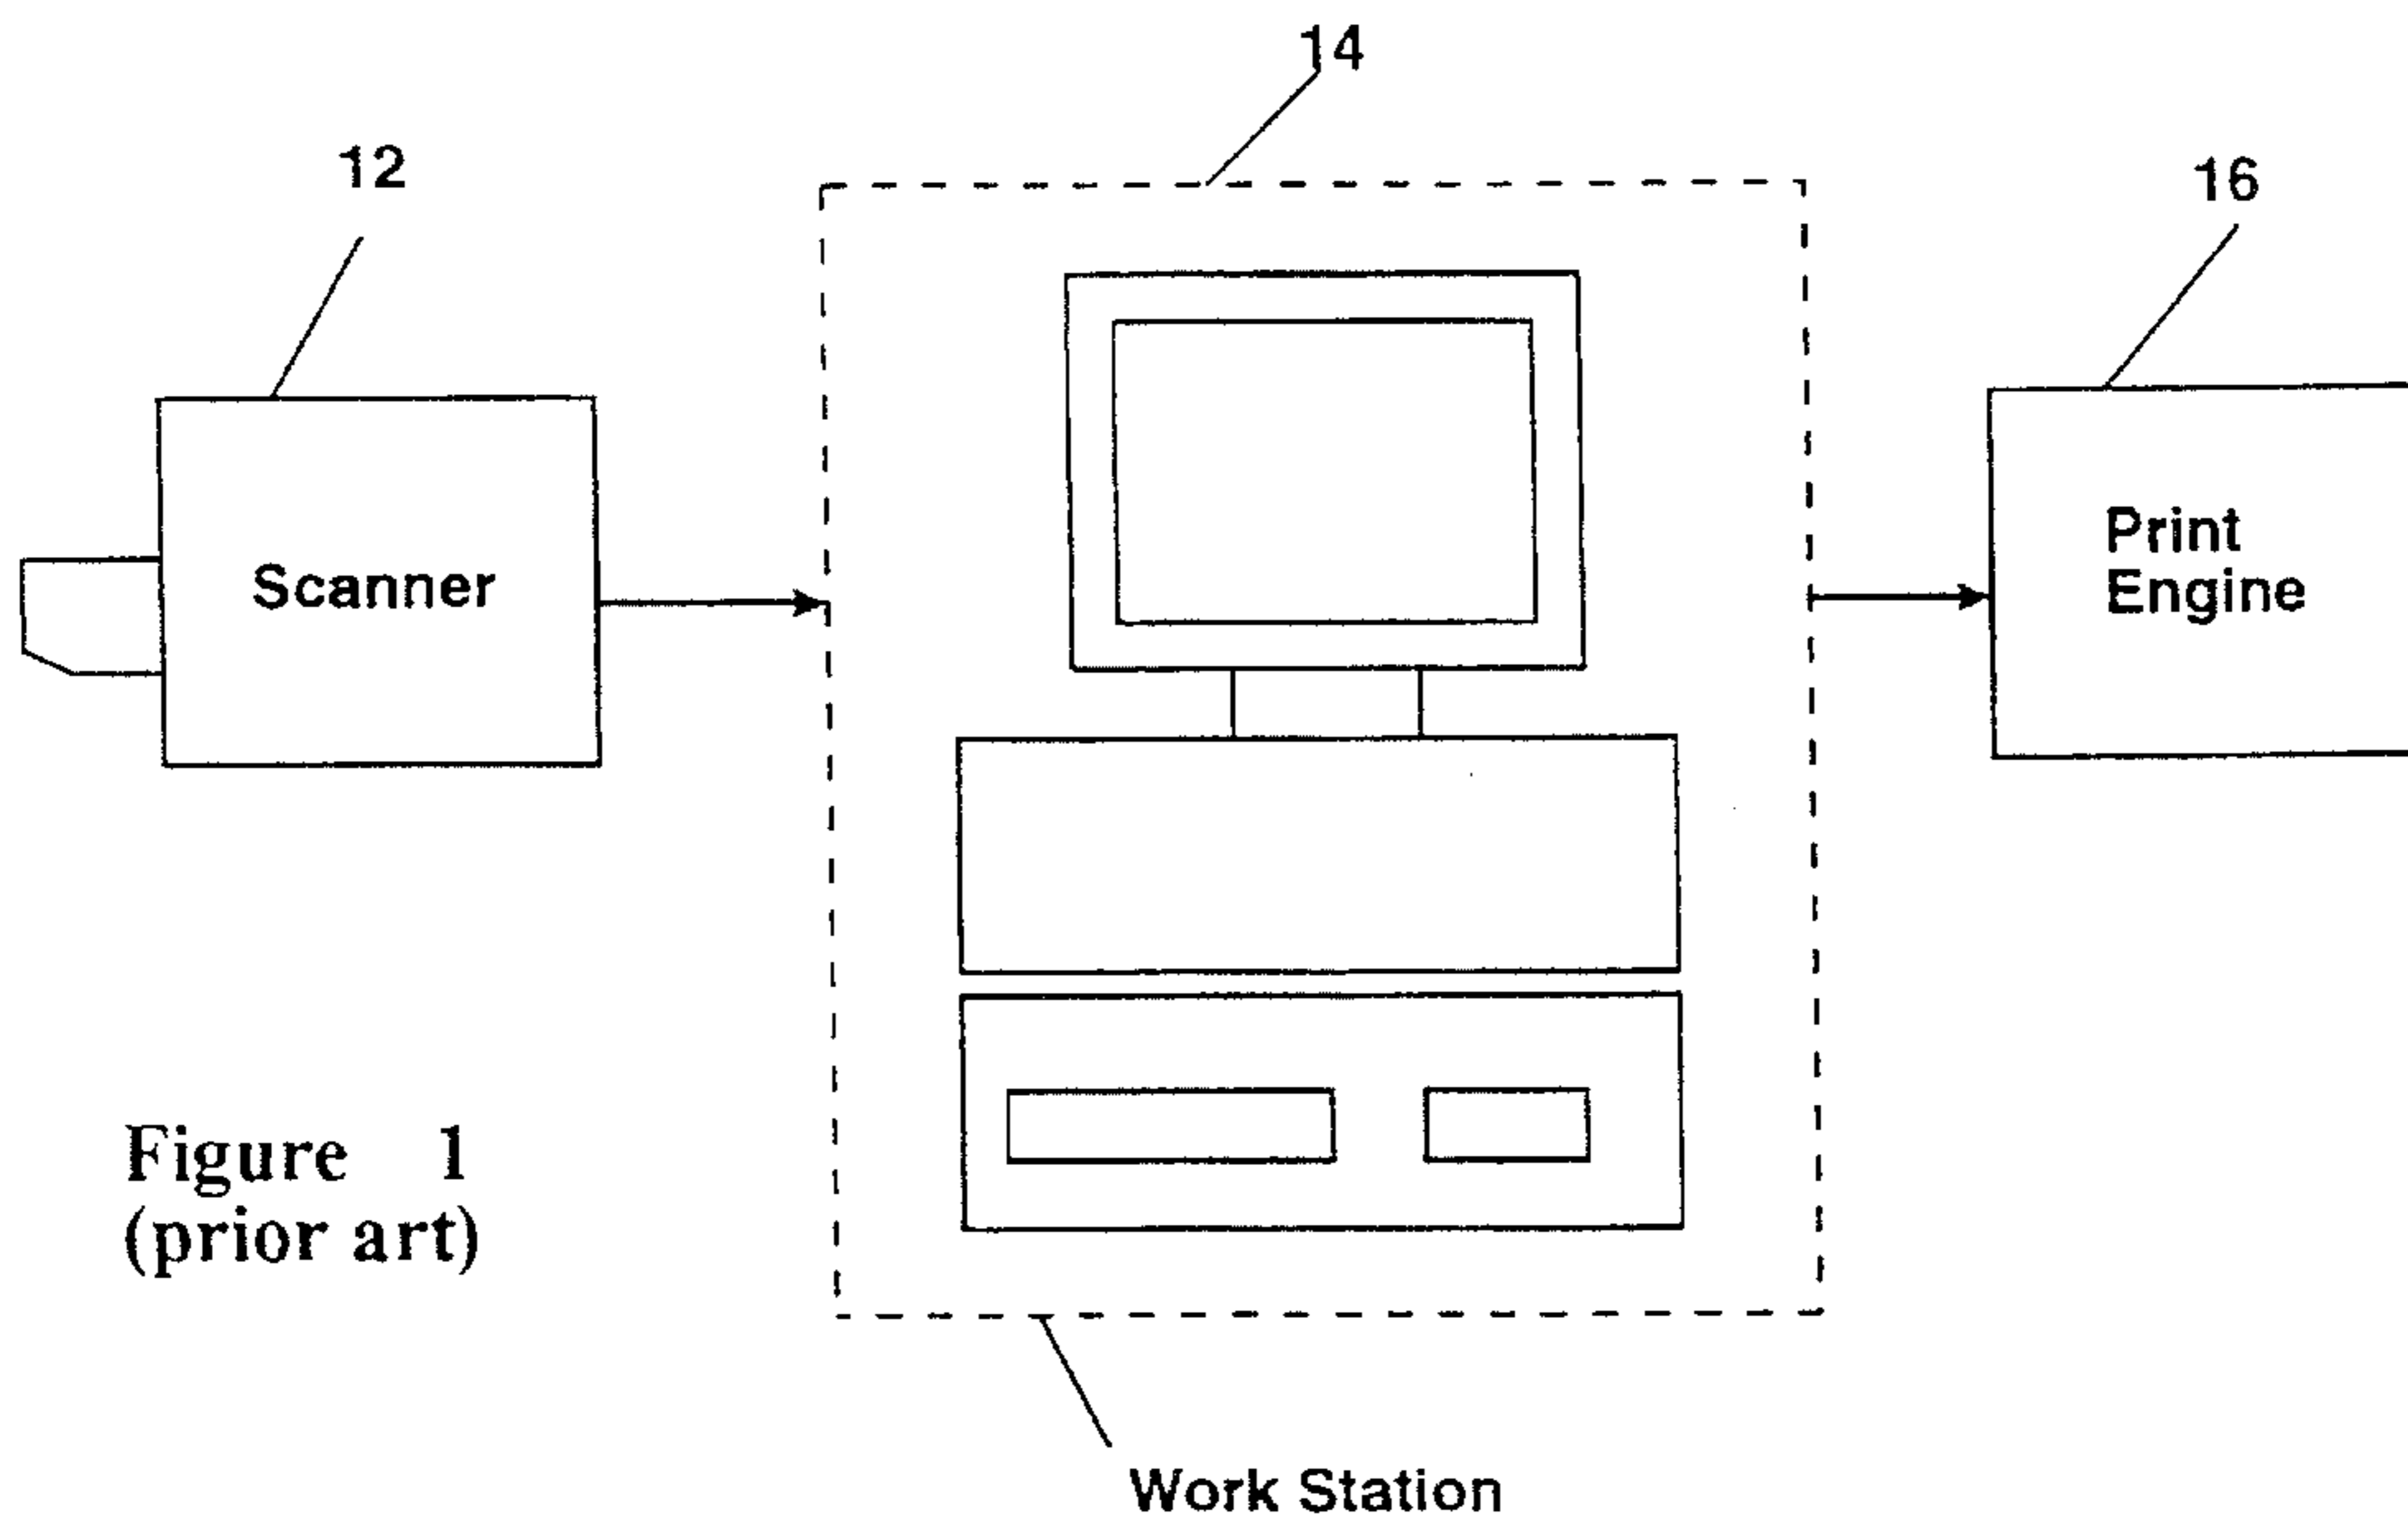 14
12
16
Scanner
Print
Engine
Figure 1
(prior art)
Work Station